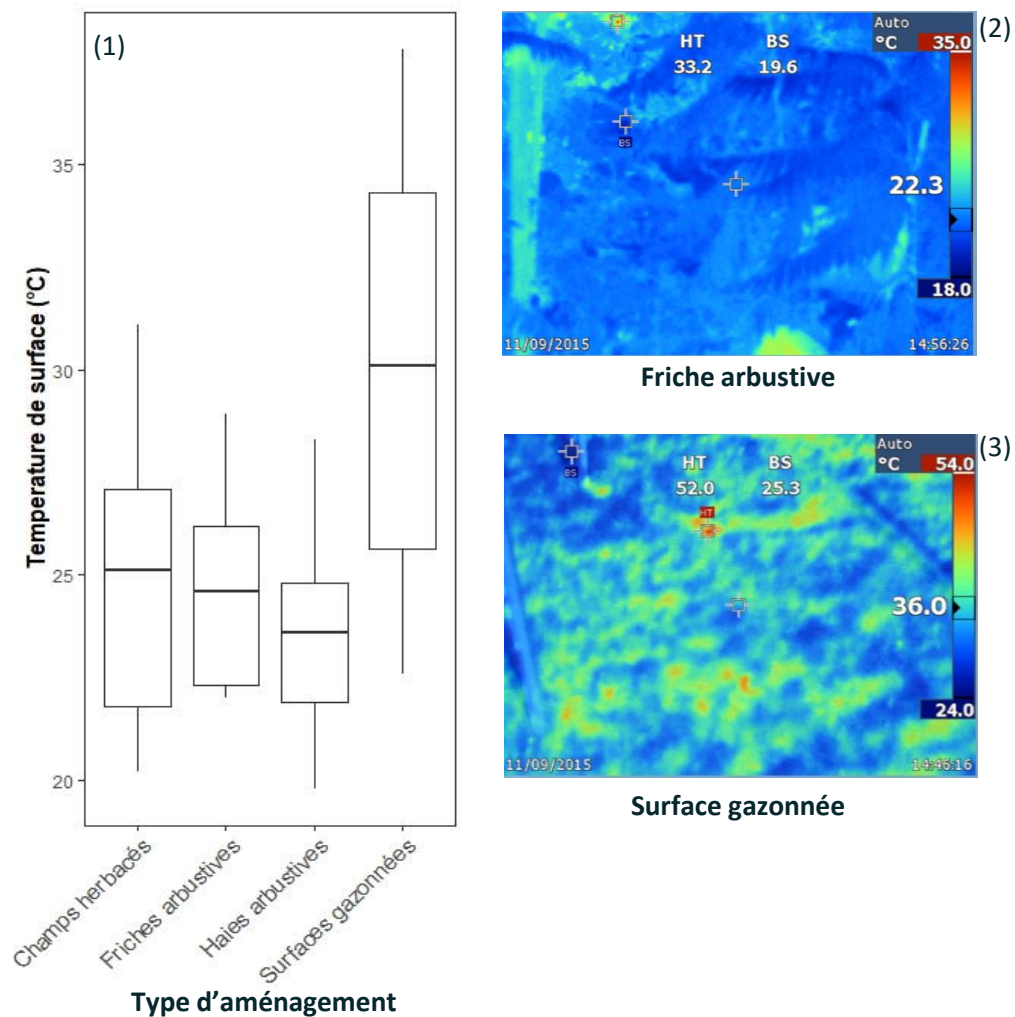 (1)
Température de surface (°C)
35
30
25
20
Champs herbacés
Friches arbustives
Haies arbustives
Surfaces gazonnées
Type d’aménagement
(2)
Auto
°C 35.0
HT BS
33.2 19.6
BS
22.3
18.0
11/09/2015 14:56:26
Friche arbustive
(3)
Auto
°C 54.0
HT BS
52.0 25.3
BS
HT
36.0
24.0
11/09/2015 14:46:16
Surface gazonnée